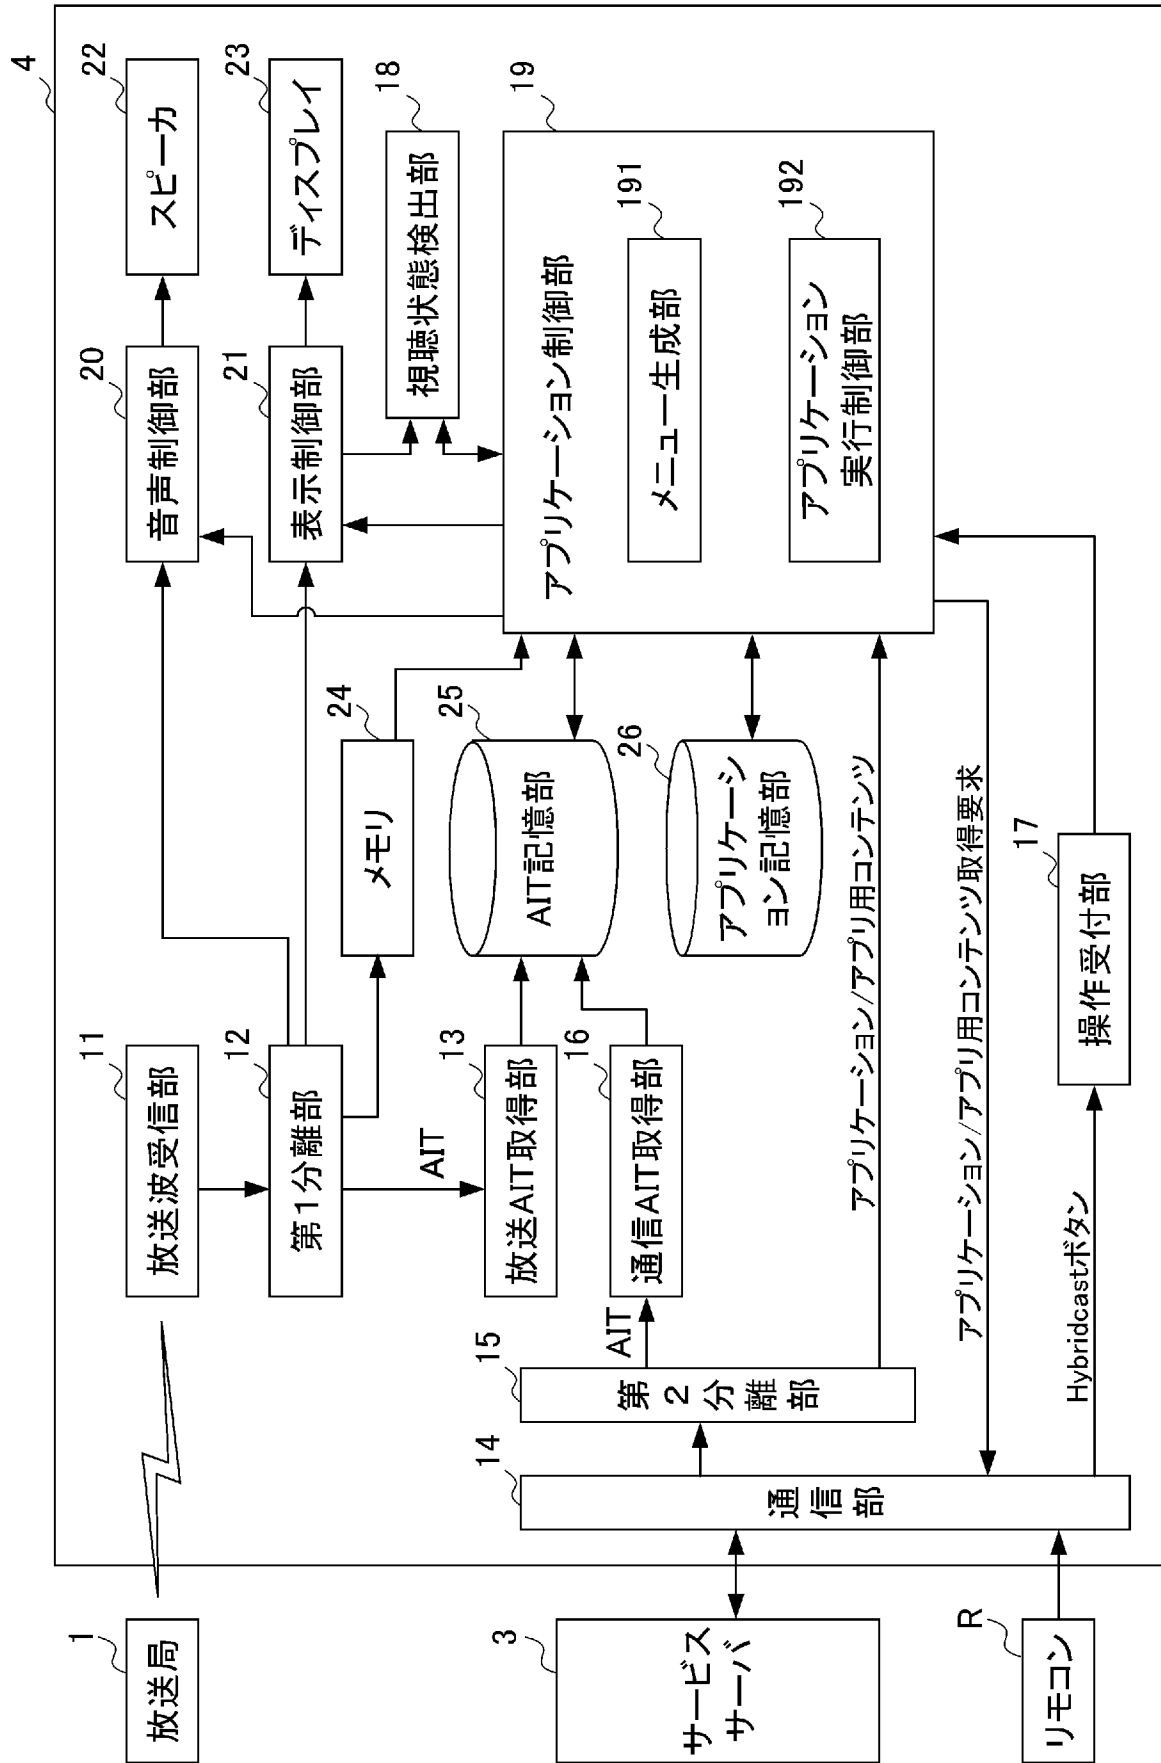 4
放送局
1
放送波受信部
11
音声制御部
20
スピーカ
22
第1分離部
12
表示制御部
21
ディスプレイ
23
メモリ
24
視聴状態検出部
18
AIT
放送AIT取得部
13
AIT記憶部
25
アプリケーション制御部
19
AIT
通信AIT取得部
16
メニュー生成部
191
サービス
サーバ
3
通信部
14
第2分離部
15
アプリケーシ
ョン記憶部
26
アプリケーション
実行制御部
192
アプリケーション/アプリ用コンテンツ
アプリケーション/アプリ用コンテンツ取得要求
リモコン
R
Hybridcastボタン
操作受付部
17